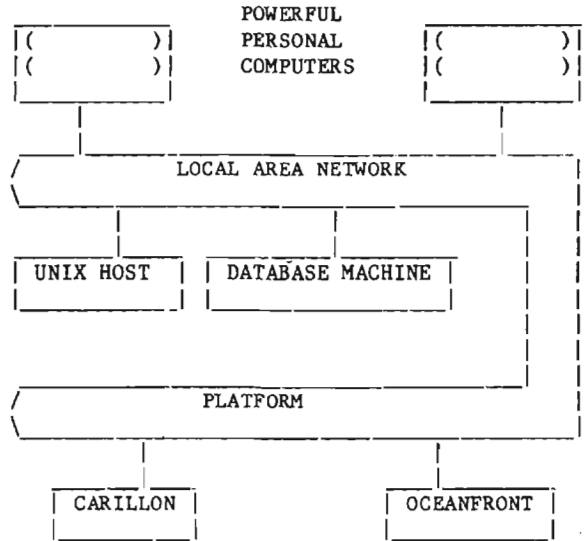 POWERFUL
PERSONAL
COMPUTERS
LOCAL AREA NETWORK
UNIX HOST
DATABASE MACHINE
PLATFORM
CARILLON
OCEANFRONT